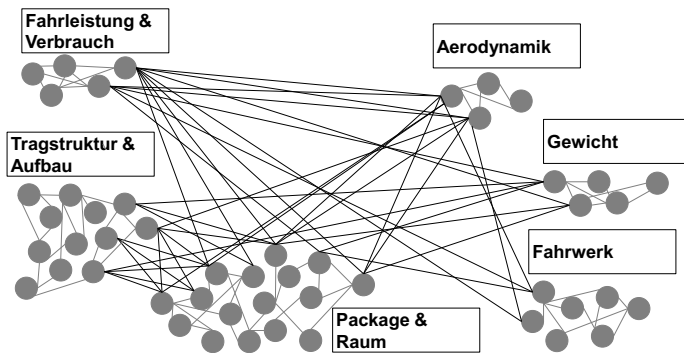 Fahrleistung &
Verbrauch
Aerodynamik
Tragstruktur &
Aufbau
Gewicht
Fahrwerk
Package &
Raum